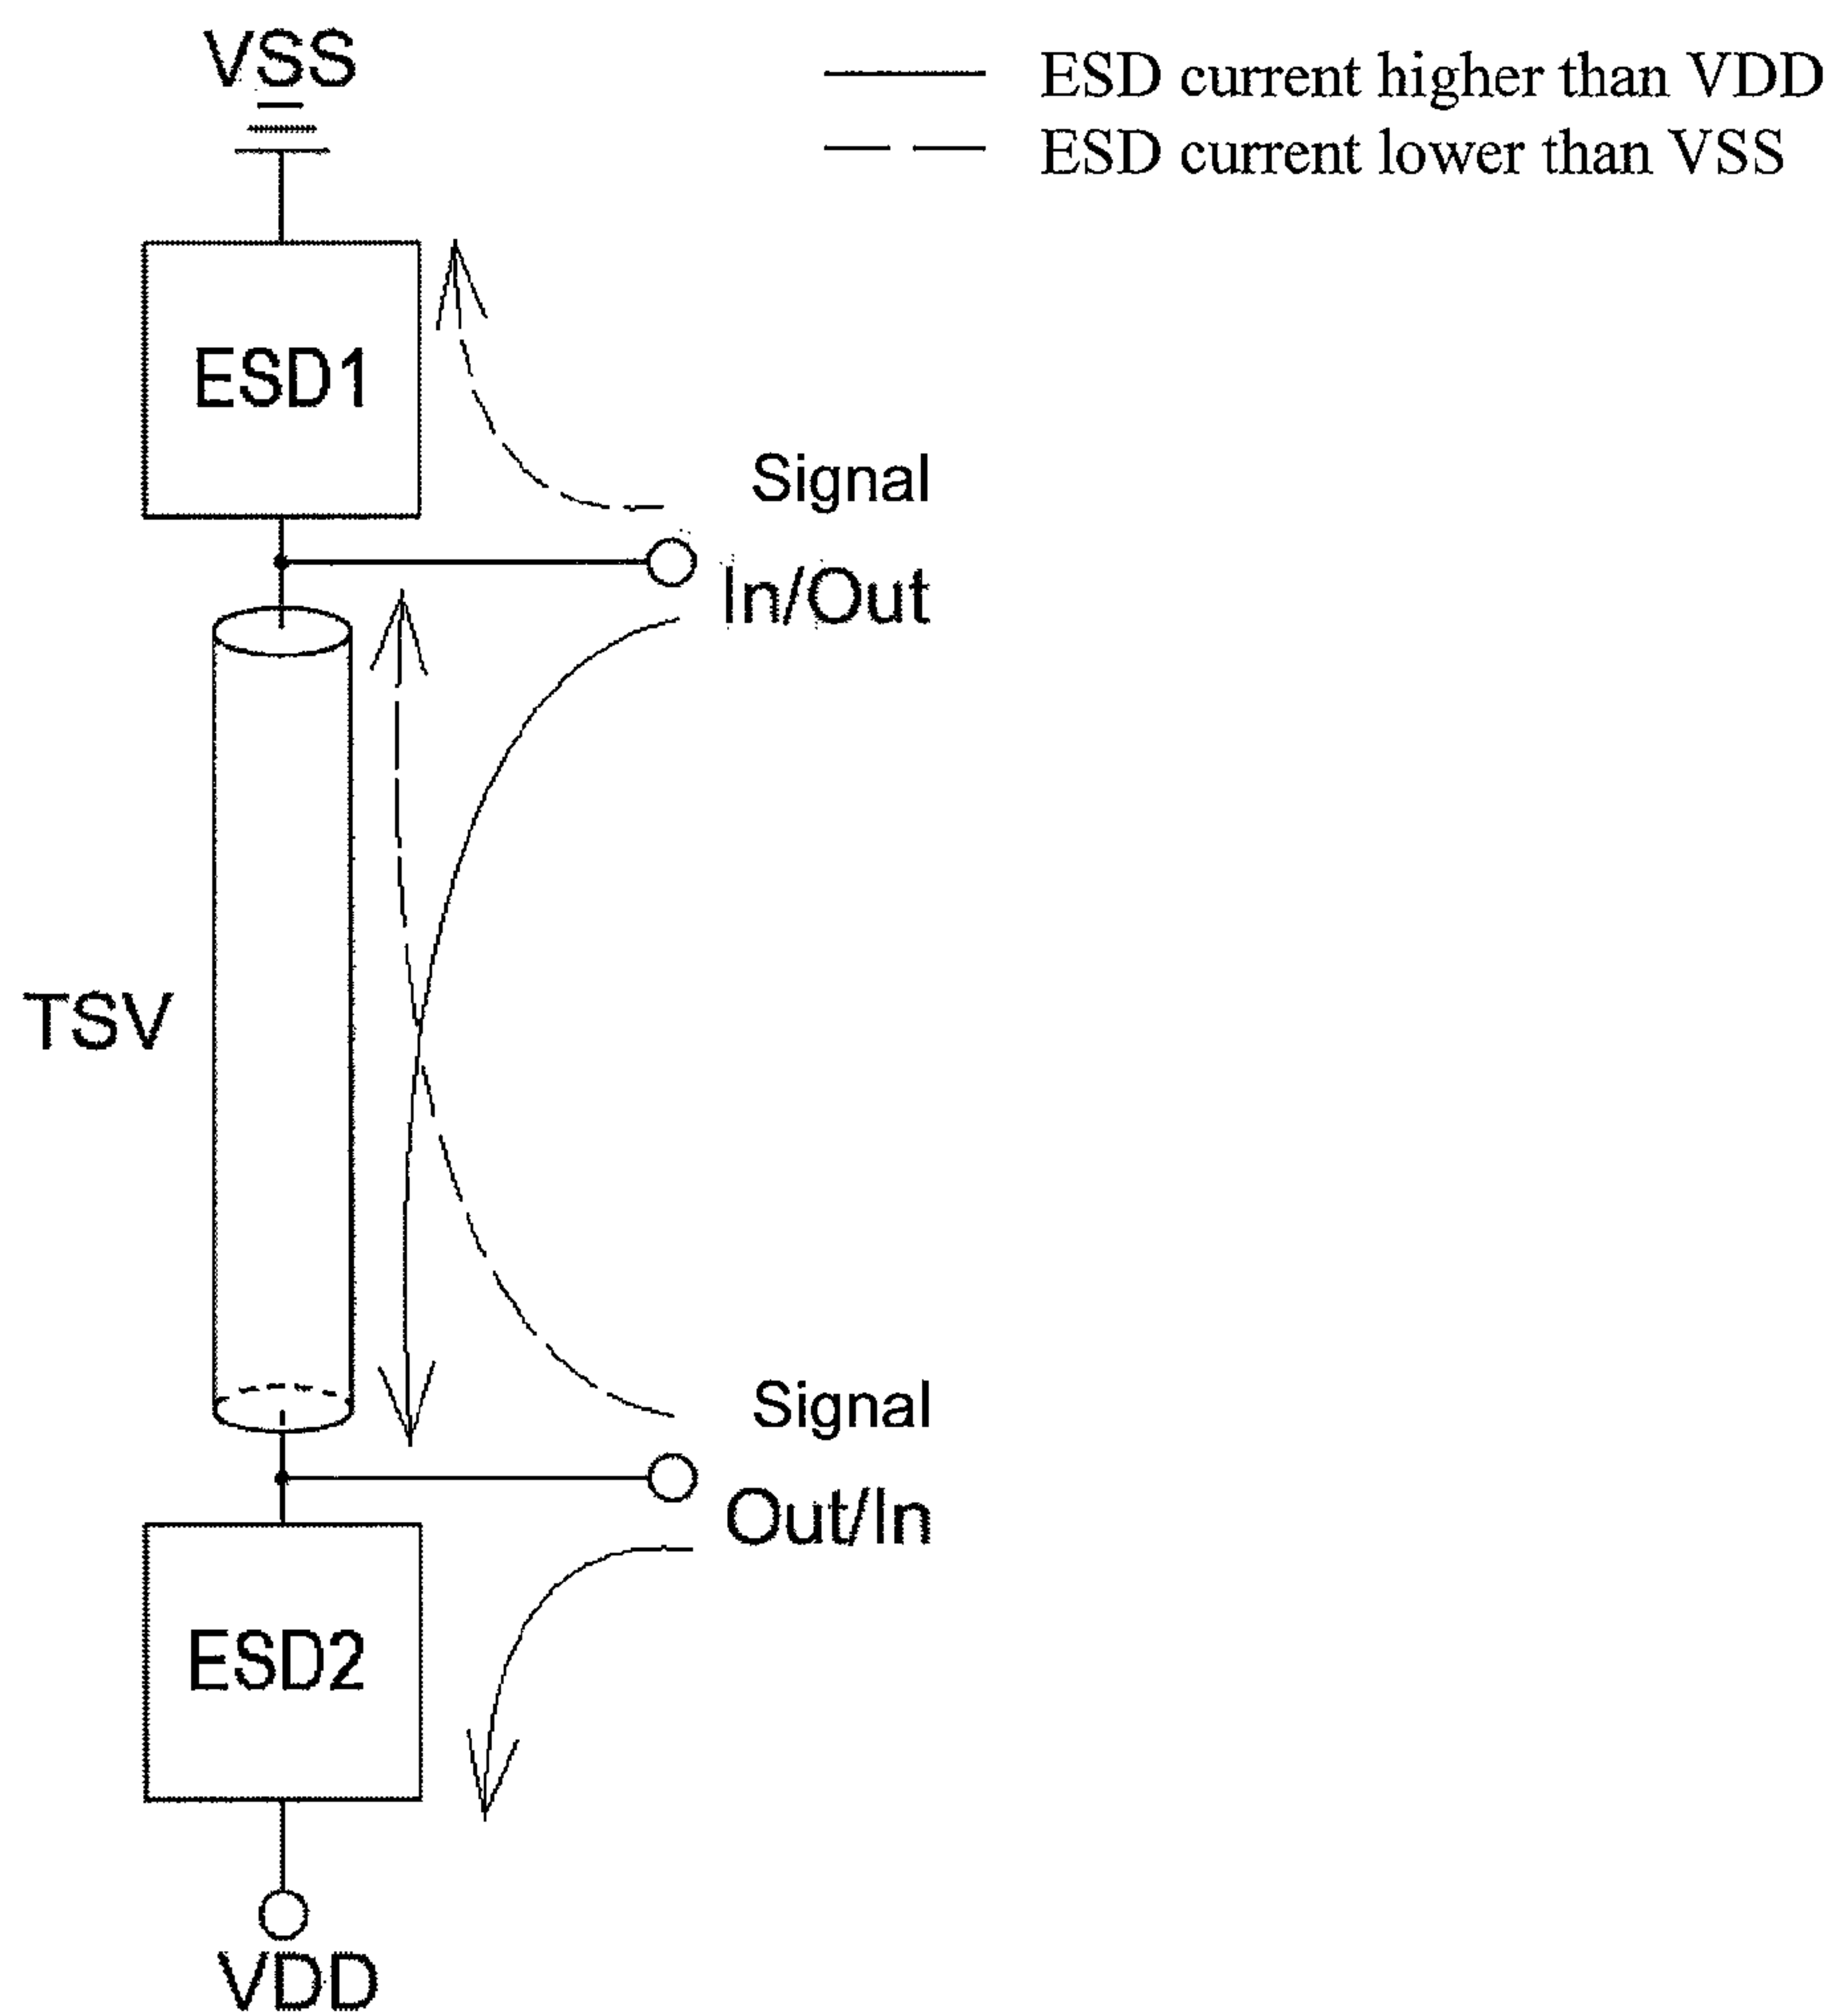 VSS
ESD current higher than VDD
ESD current lower than VSS
ESD1
Signal
In/Out
TSV
Signal
Out/In
ESD2
VDD